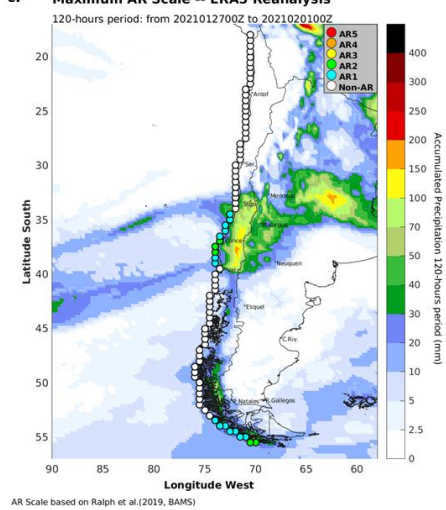 Maximum AR Scale -- ERA5 Reanalysis
120-hours period: from 2021012700Z to 2021020100Z
AR5
AR4
AR3
AR2
AR1
Non-AR
Latitude South
20
25
30
35
40
45
50
55
Antof
Ser
Mendoza
Stgo
Malargue
Neuquen
Esquel
C.Riv.
P.Natales
R.Gallegos
90
85
80
75
70
65
60
Longitude West
400
300
250
200
150
100
70
50
40
30
20
10
5
2.5
0
Accumulated Precipitation 120-hours period (mm)
AR Scale based on Ralph et al.(2019, BAMS)